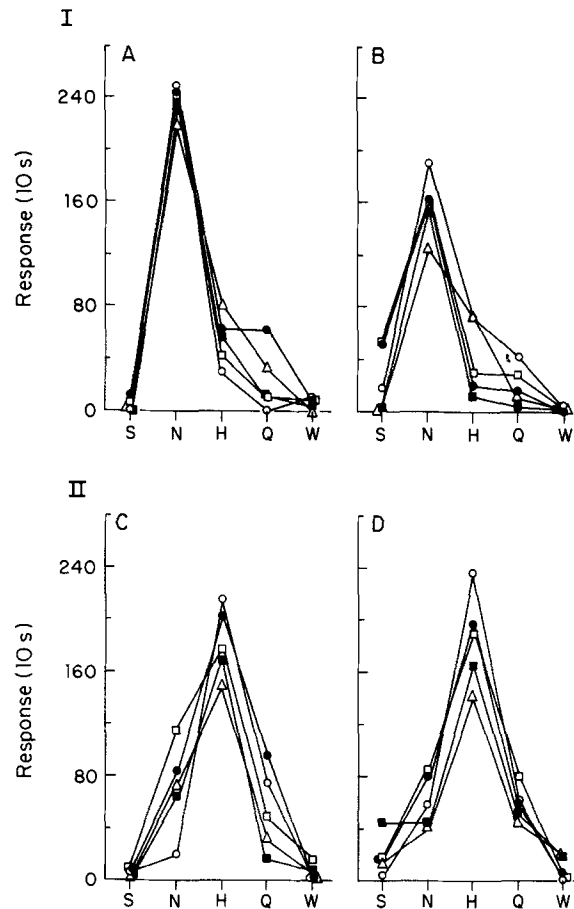 I
A
B
Response (10 s)
240
160
80
0
S N H Q W
S N H Q W
II
C
D
Response (10 s)
240
160
80
0
S N H Q W
S N H Q W